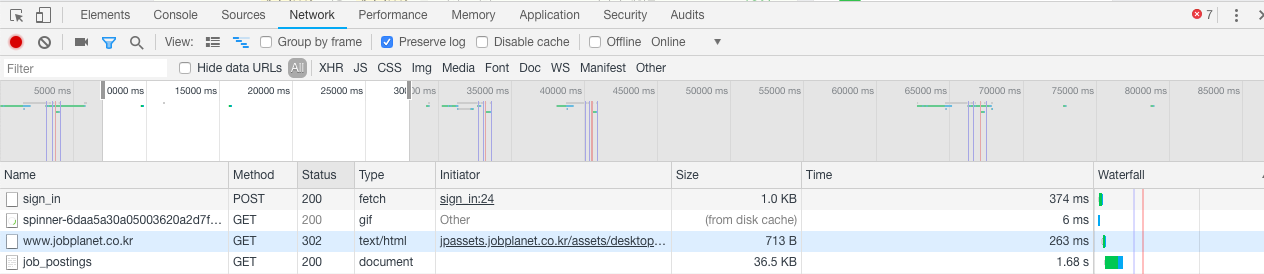 Elements Console Sources Network Performance Memory Application Security Audits 7
View: Group by frame Preserve log Disable cache Offline Online
Filter Hide data URLs All XHR JS CSS Img Media Font Doc WS Manifest Other
5000 ms 0000 ms 15000 ms 20000 ms 25000 ms 300 35000 ms 40000 ms 45000 ms 50000 ms 55000 ms 60000 ms 65000 ms 70000 ms 75000 ms 80000 ms 85000 ms
Name Method Status Type Initiator Size Time Waterfall
sign_in POST 200 fetch sign_in:24 1.0 KB 374 ms
spinner-6daa5a30a05003620a2d7f... GET 200 gif Other (from disk cache) 6 ms
www.jobplanet.co.kr GET 302 text/html jpassets.jobplanet.co.kr/assets/desktop... 713 B 263 ms
job_postings GET 200 document 36.5 KB 1.68 s